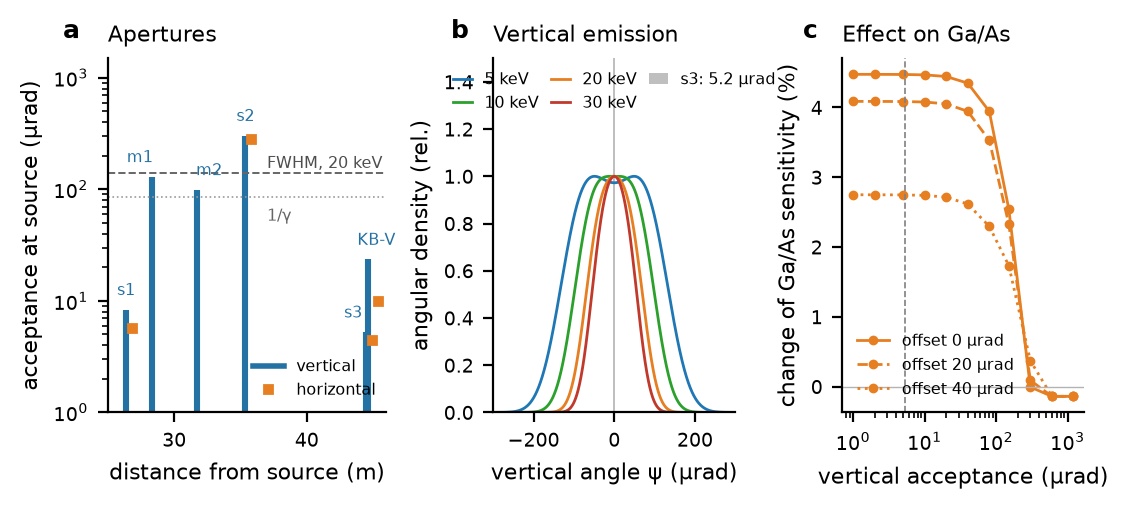 a Apertures
acceptance at source (μrad)
10³
10²
10¹
10⁰
30
40
distance from source (m)
m1
m2
s2
s1
s3
KB-V
FWHM, 20 keV
1/γ
vertical
horizontal
b Vertical emission
angular density (rel.)
1.4
1.2
1.0
0.8
0.6
0.4
0.2
0.0
−200
0
200
vertical angle ψ (μrad)
5 keV
10 keV
20 keV
30 keV
s3: 5.2 μrad
c Effect on Ga/As
change of Ga/As sensitivity (%)
4
3
2
1
0
10⁰
10¹
10²
10³
vertical acceptance (μrad)
offset 0 μrad
offset 20 μrad
offset 40 μrad